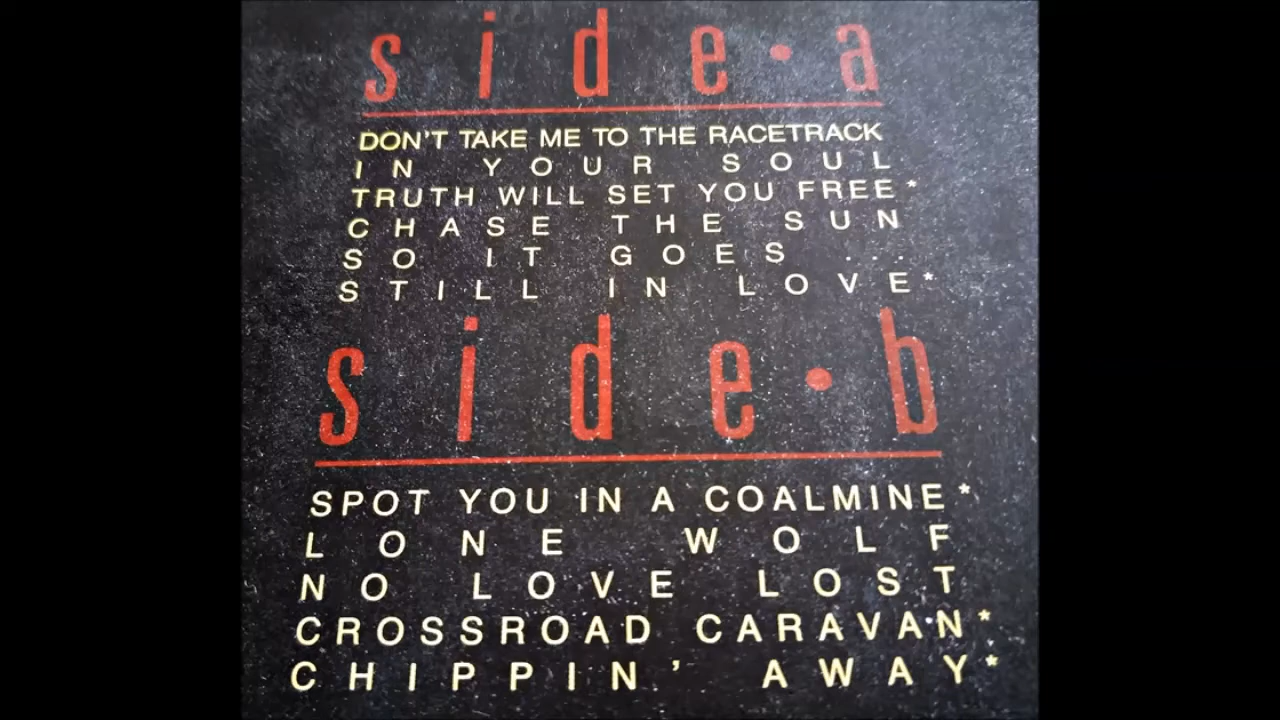 side•a
DON'T TAKE ME TO THE RACETRACK
IN YOUR SOUL
TRUTH WILL SET YOU FREE*
CHASE THE SUN
SO IT GOES ...
STILL IN LOVE*
side•b
SPOT YOU IN A COALMINE*
LONE WOLF
NO LOVE LOST
CROSSROAD CARAVAN*
CHIPPIN' AWAY*